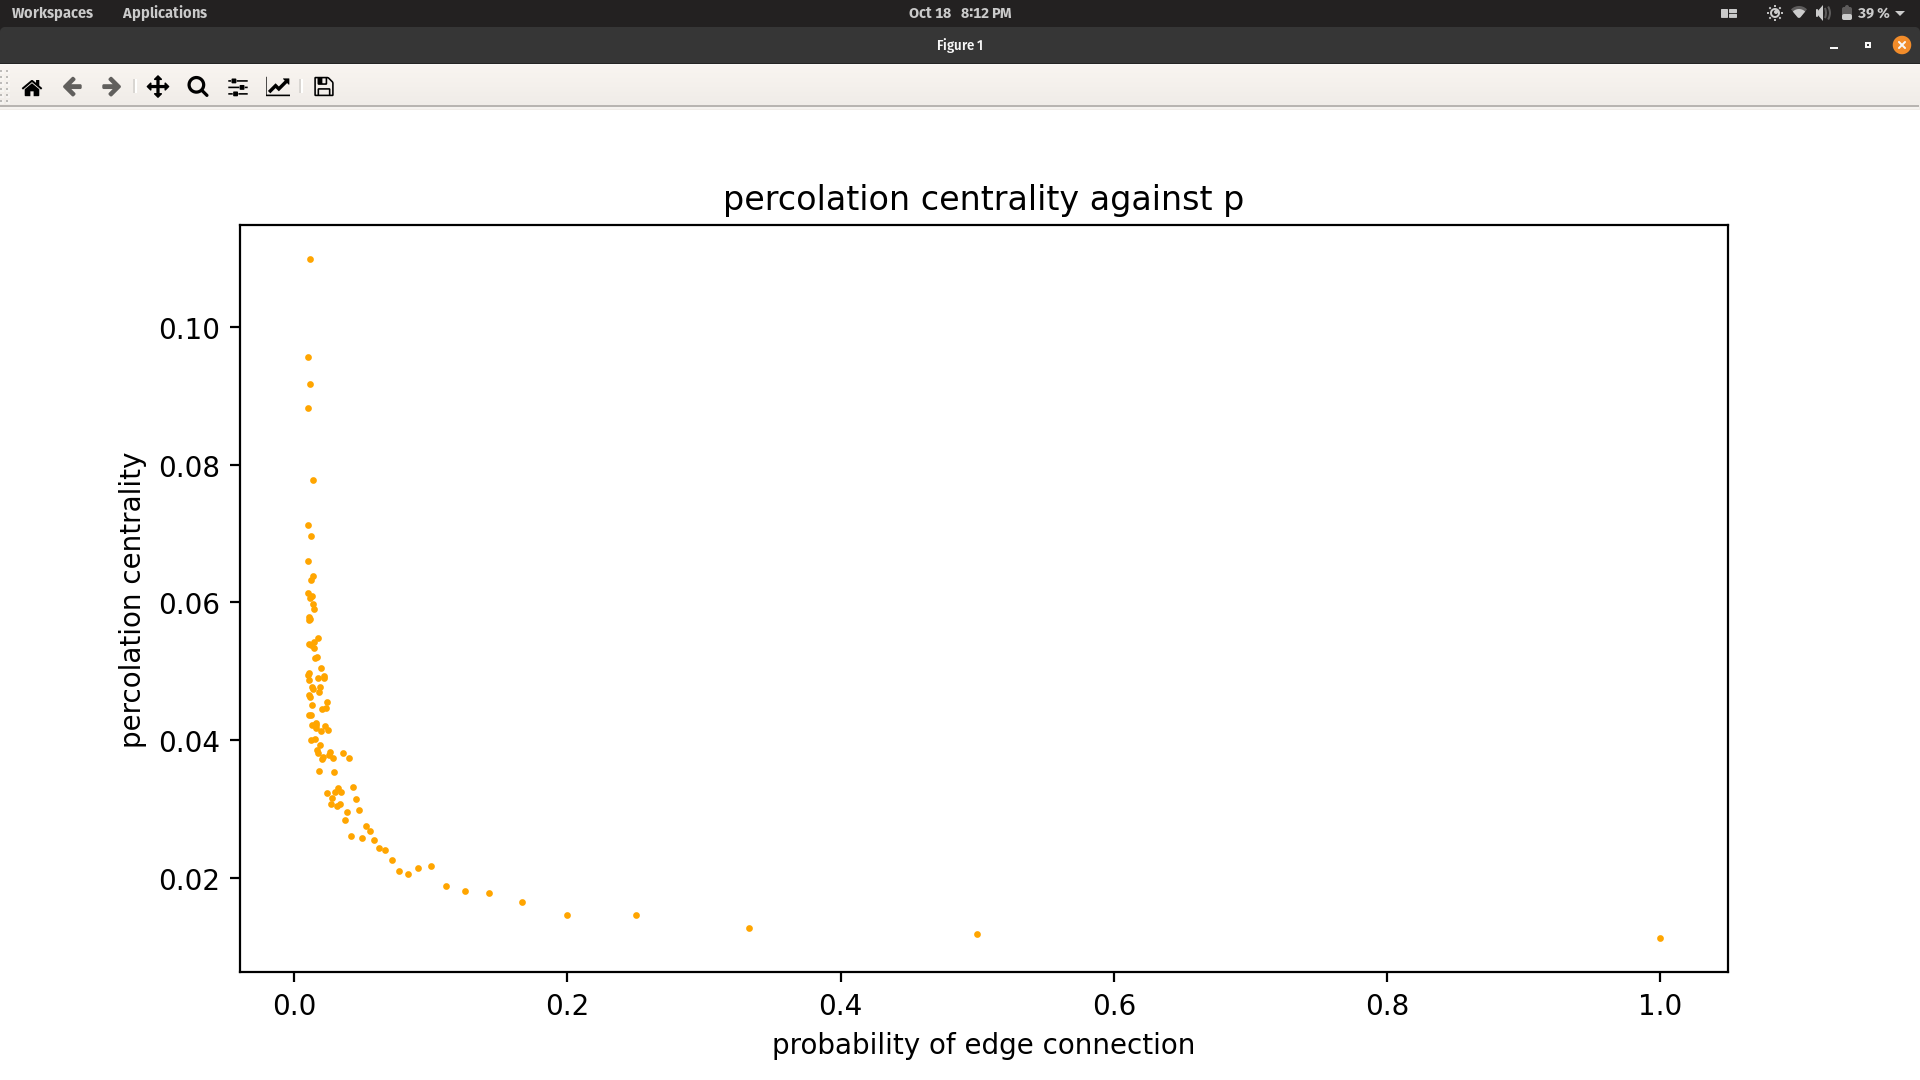 Workspaces Applications Oct 18 8:12 PM 39 %
Figure 1
percolation centrality against p
percolation centrality
0.10
0.08
0.06
0.04
0.02
0.0 0.2 0.4 0.6 0.8 1.0
probability of edge connection